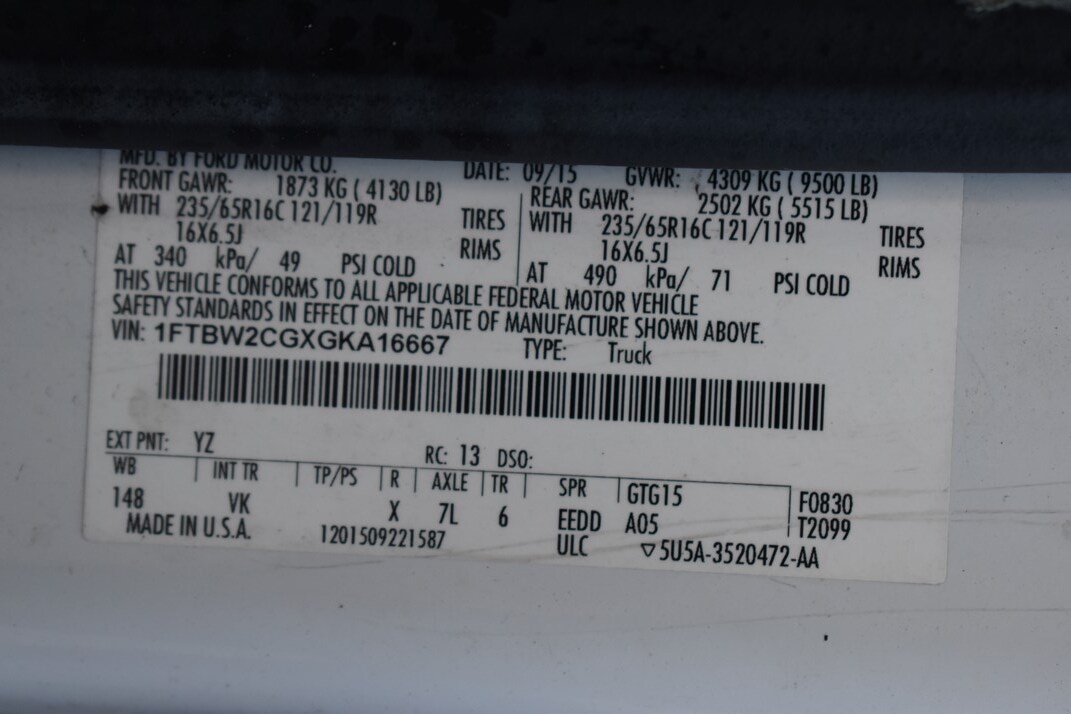 MFD. BY FORD MOTOR CO. DATE: 09/15 GVWR: 4309 KG ( 9500 LB)
FRONT GAWR: 1873 KG ( 4130 LB) REAR GAWR: 2502 KG ( 5515 LB)
WITH 235/65R16C 121/119R TIRES WITH 235/65R16C 121/119R TIRES
16X6.5J RIMS 16X6.5J RIMS
AT 340 kPa/ 49 PSI COLD AT 490 kPa/ 71 PSI COLD
THIS VEHICLE CONFORMS TO ALL APPLICABLE FEDERAL MOTOR VEHICLE
SAFETY STANDARDS IN EFFECT ON THE DATE OF MANUFACTURE SHOWN ABOVE.
VIN: 1FTBW2CGXGKA16667 TYPE: Truck
EXT PNT: YZ RC: 13 DSO:
WB INT TR TP/PS R AXLE TR SPR GTG15 F0830
148 VK X 7L 6 EEDD A05 T2099
MADE IN U.S.A. 1201509221587 ULC ▽5U5A-3520472-AA